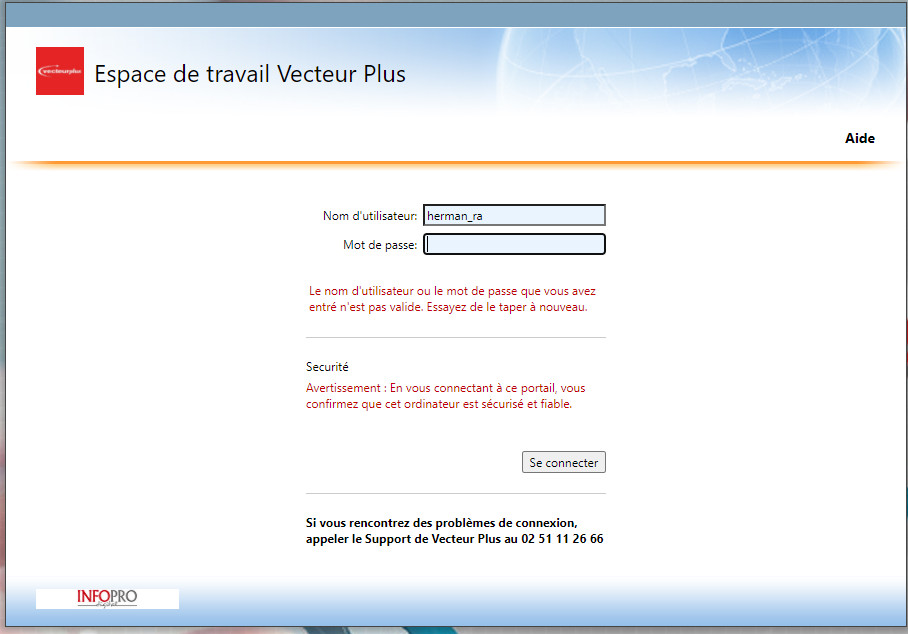 vecteurplus
Espace de travail Vecteur Plus
Aide
Nom d'utilisateur: herman_ra
Mot de passe:
Le nom d'utilisateur ou le mot de passe que vous avez
entré n'est pas valide. Essayez de le taper à nouveau.
Securité
Avertissement : En vous connectant à ce portail, vous
confirmez que cet ordinateur est sécurisé et fiable.
Se connecter
Si vous rencontrez des problèmes de connexion,
appeler le Support de Vecteur Plus au 02 51 11 26 66
INFOPRO